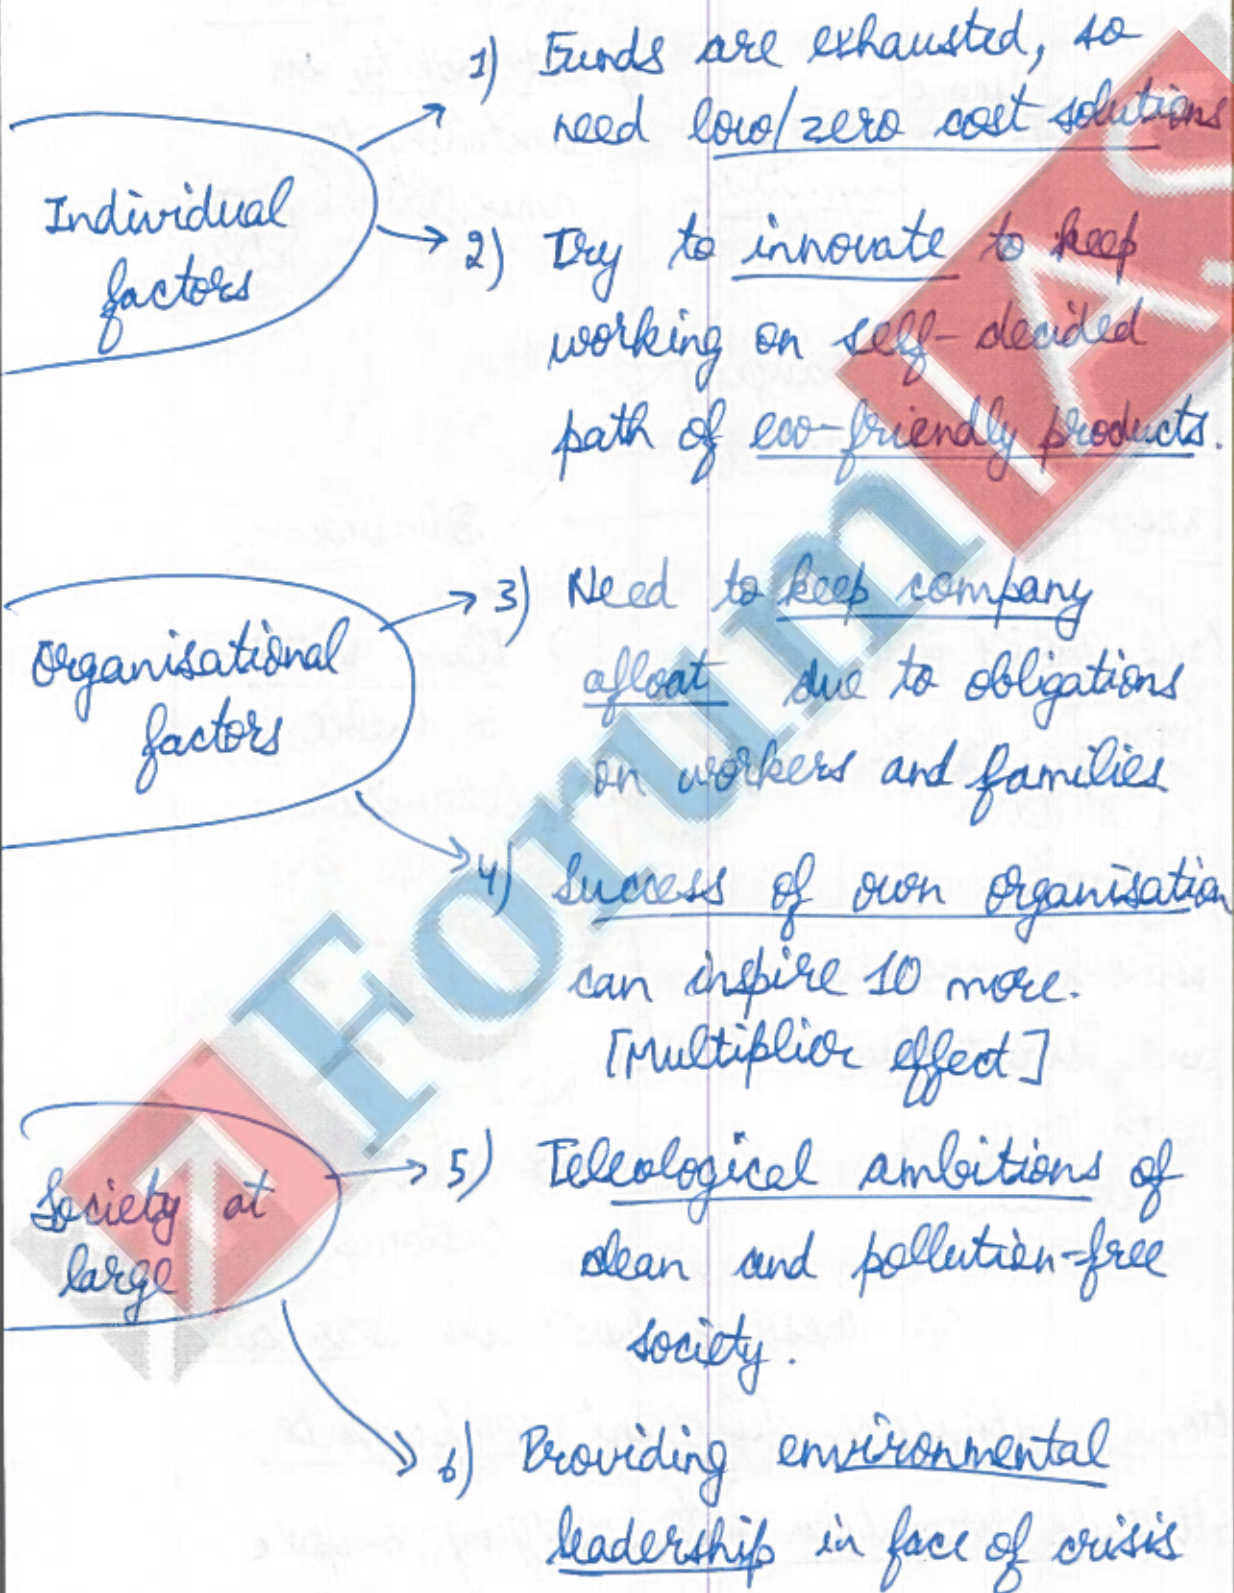 1) Funds are exhausted, so
need low/zero cost solutions
Individual
factors
2) Try to innovate to keep
working on self-decided
path of eco-friendly products.
3) Need to keep company
afloat due to obligations
on workers and families
Organisational
factors
4) Success of own organisation
can inspire 10 more.
[Multiplier effect]
5) Teleological ambitions of
clean and pollution-free
society.
Society at
large
6) Providing environmental
leadership in face of crisis
Forum IAS